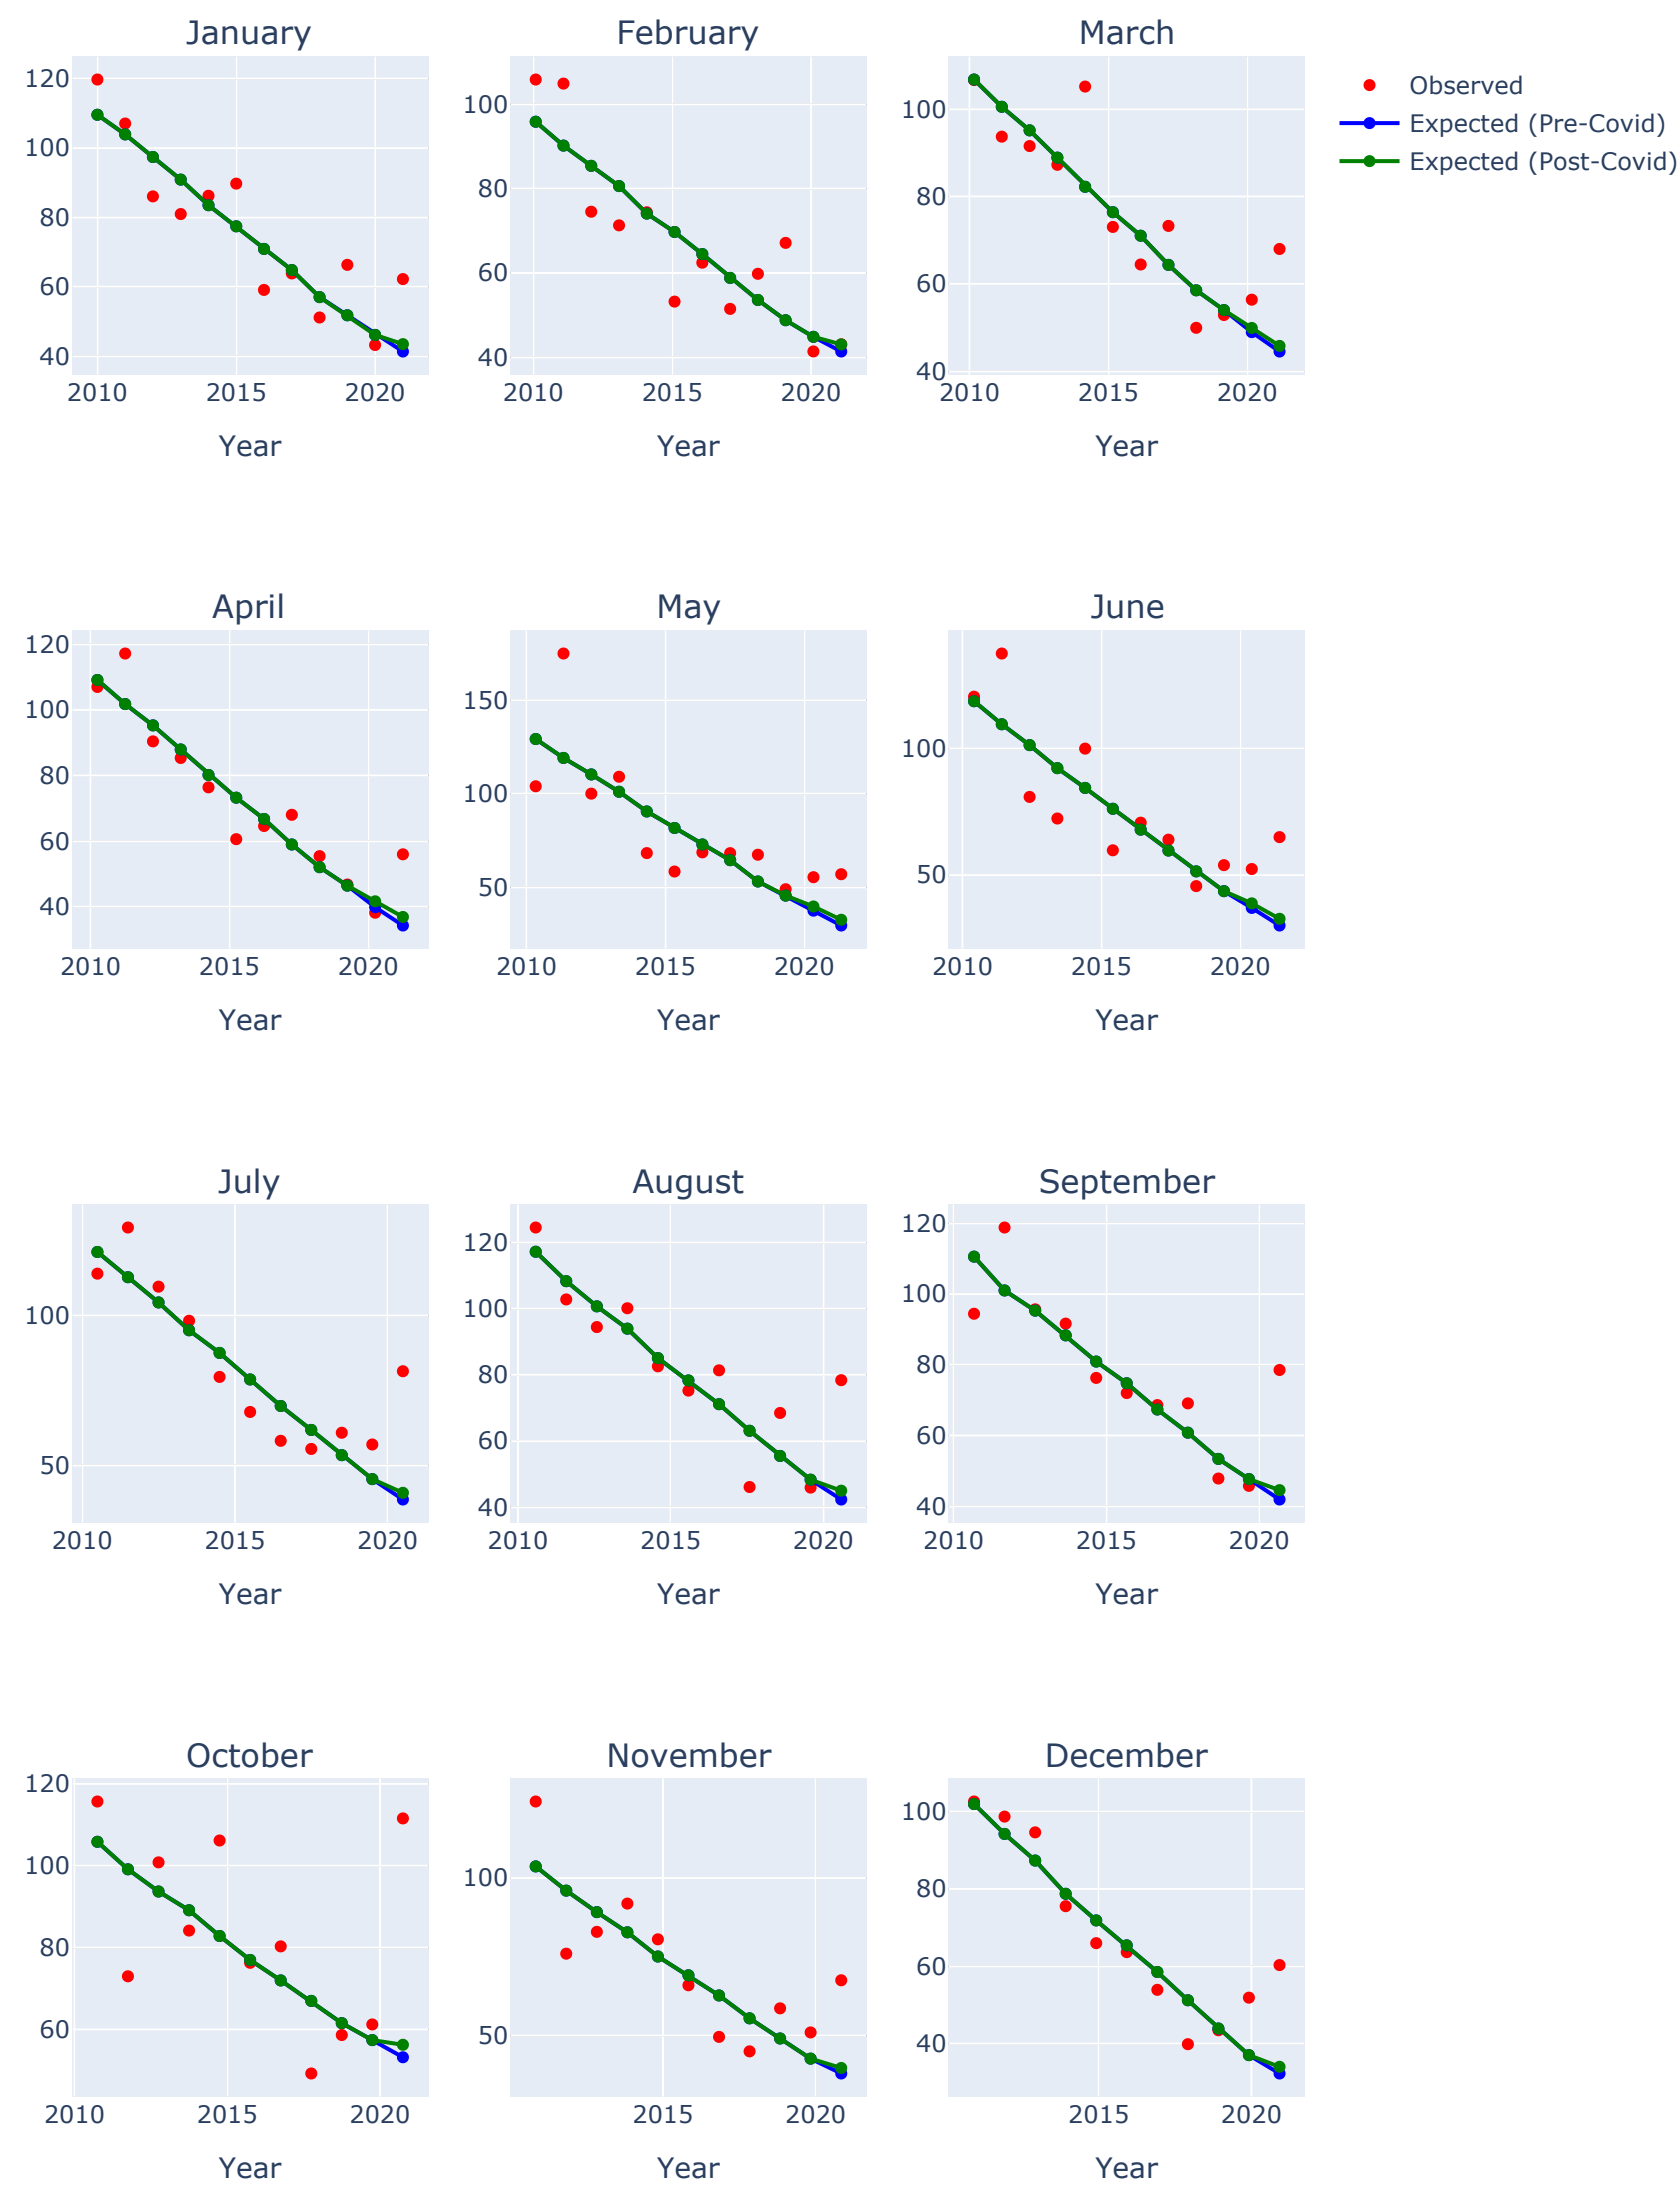 January
February
March
Observed
Expected (Pre-Covid)
Expected (Post-Covid)
120
100
80
60
40
2010 2015 2020
Year
100
80
60
40
2010 2015 2020
Year
100
80
60
40
2010 2015 2020
Year
April
May
June
120
100
80
60
40
2010 2015 2020
Year
150
100
50
2010 2015 2020
Year
100
50
2010 2015 2020
Year
July
August
September
100
50
2010 2015 2020
Year
120
100
80
60
40
2010 2015 2020
Year
120
100
80
60
40
2010 2015 2020
Year
October
November
December
120
100
80
60
2010 2015 2020
Year
100
50
2015 2020
Year
100
80
60
40
2015 2020
Year